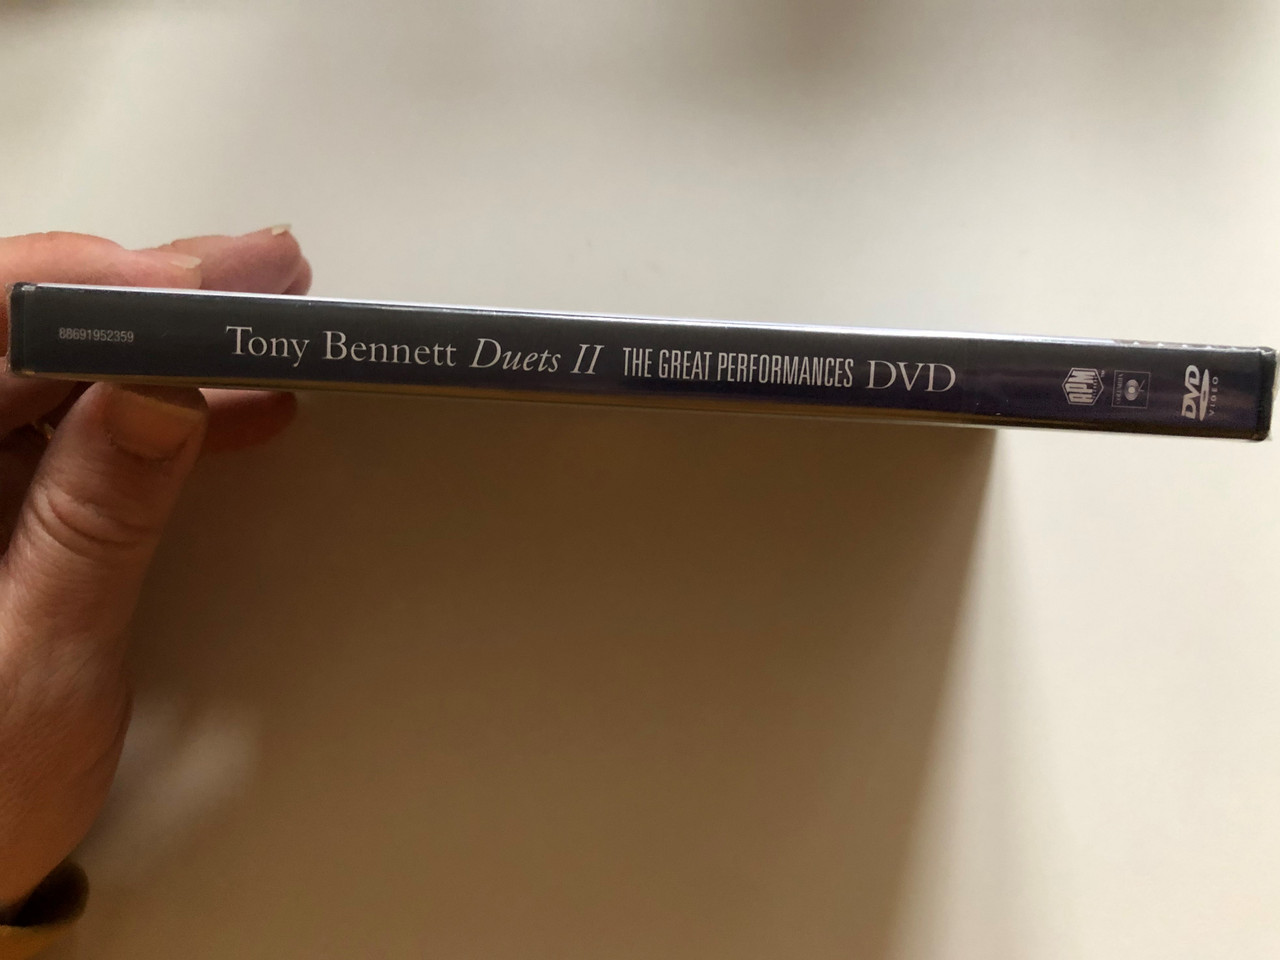 88691952359 Tony Bennett Duets II THE GREAT PERFORMANCES DVD
RPM
DVD
VIDEO